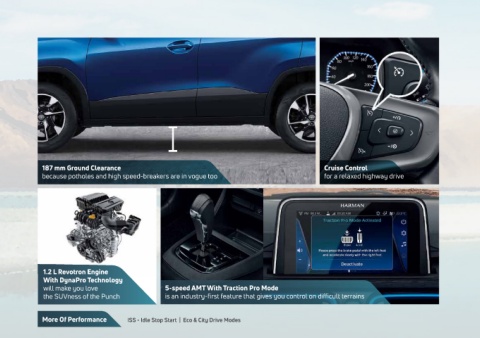 187 mm Ground Clearance
because potholes and high speed-breakers are in vogue too
Cruise Control
for a relaxed highway drive
1.2 L Revotron Engine
With DynaPro Technology
will make you love
the SUVness of the Punch
HARMAN
Traction Pro Mode Activated
Deactivate
5-speed AMT With Traction Pro Mode
is an industry-first feature that gives you control on difficult terrains
More Of Performance
ISS - Idle Stop Start | Eco & City Drive Modes